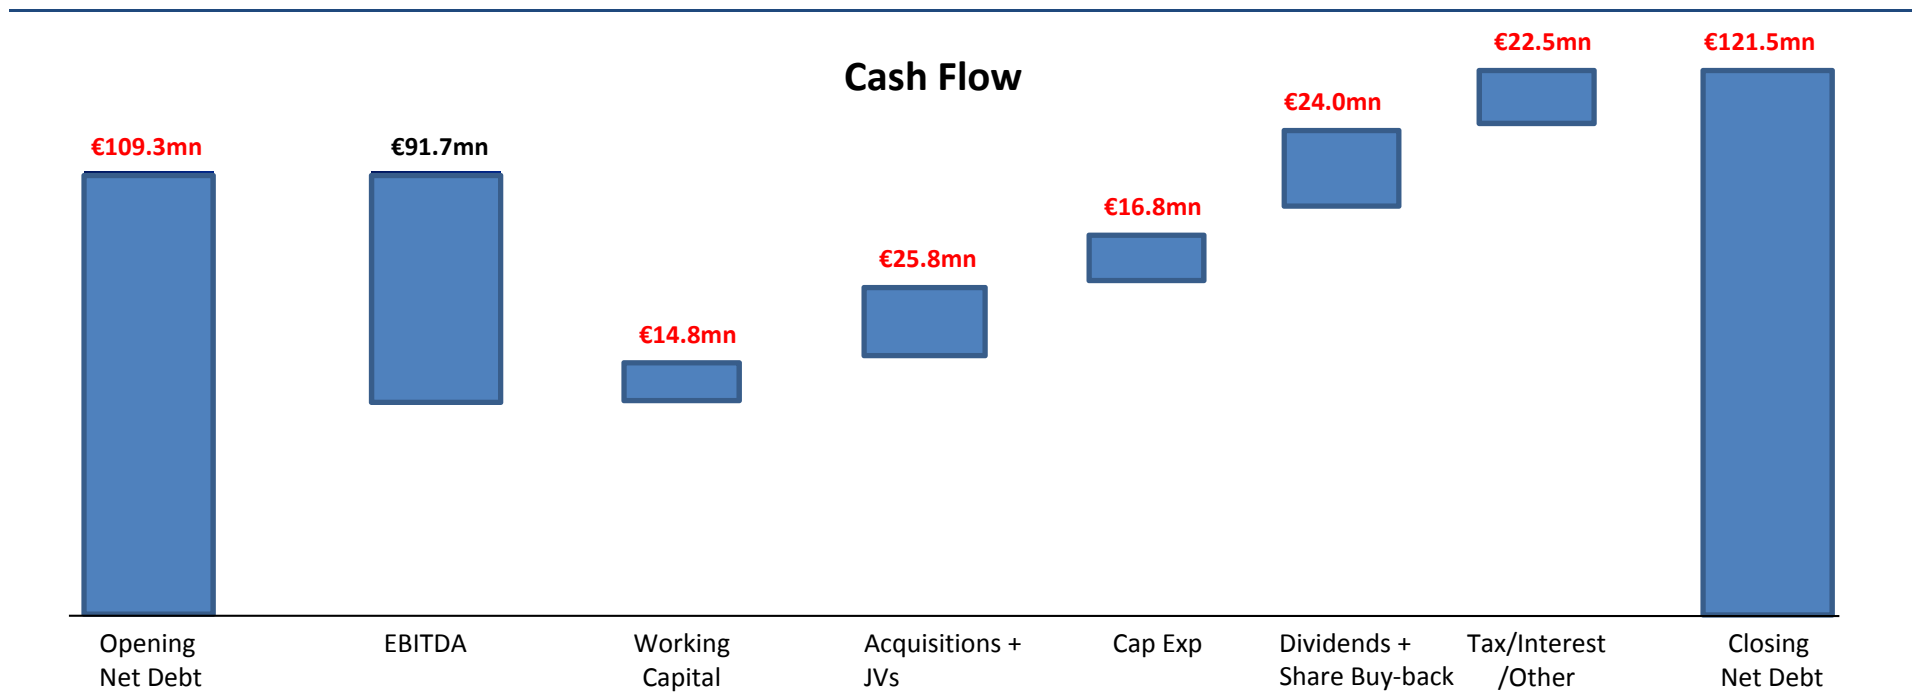 Cash Flow
€109.3mn
€91.7mn
€14.8mn
€25.8mn
€16.8mn
€24.0mn
€22.5mn
€121.5mn
Opening
Net Debt
EBITDA
Working
Capital
Acquisitions +
JVs
Cap Exp
Dividends +
Share Buy-back
Tax/Interest
/Other
Closing
Net Debt